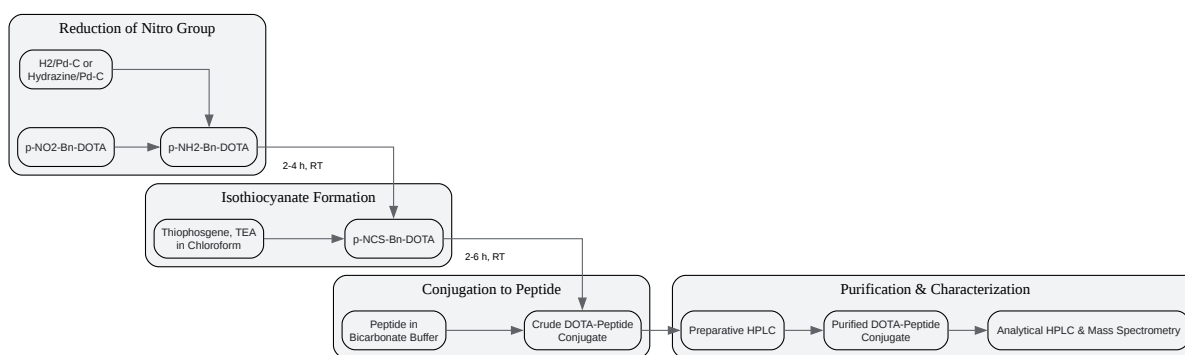 Reduction of Nitro Group
H2/Pd-C or
Hydrazine/Pd-C
p-NO2-Bn-DOTA
p-NH2-Bn-DOTA
2-4 h, RT
Isothiocyanate Formation
Thiophosgene, TEA
in Chloroform
p-NCS-Bn-DOTA
2-6 h, RT
Conjugation to Peptide
Peptide in
Bicarbonate Buffer
Crude DOTA-Peptide
Conjugate
Purification & Characterization
Preparative HPLC
Purified DOTA-Peptide
Conjugate
Analytical HPLC & Mass Spectrometry